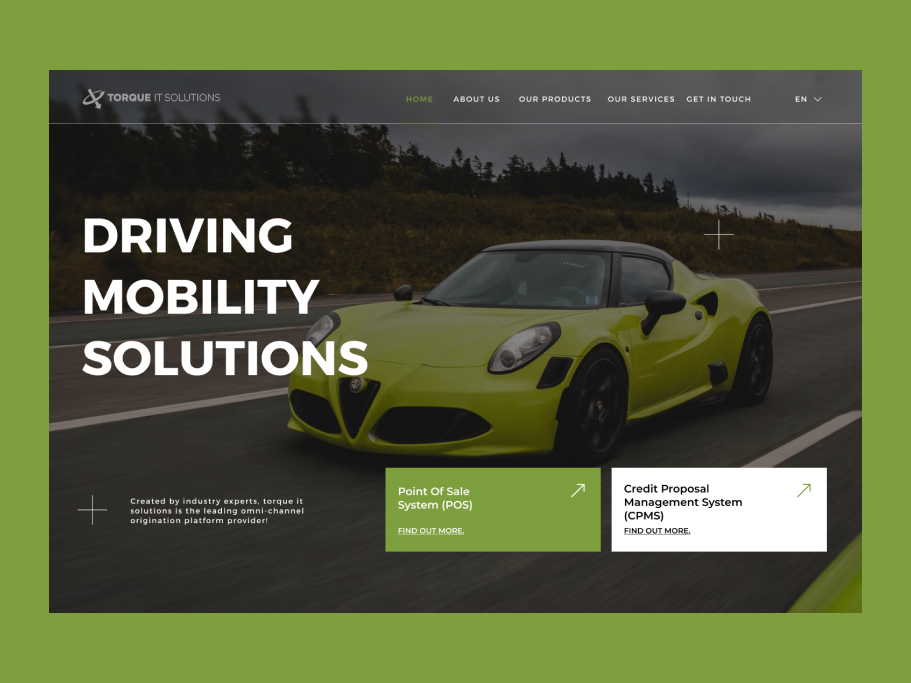 TORQUE IT SOLUTIONS
HOME ABOUT US OUR PRODUCTS OUR SERVICES GET IN TOUCH EN
DRIVING
MOBILITY
SOLUTIONS
Created by industry experts, torque it
solutions is the leading omni-channel
origination platform provider!
Point Of Sale
System (POS)
FIND OUT MORE.
Credit Proposal
Management System
(CPMS)
FIND OUT MORE.